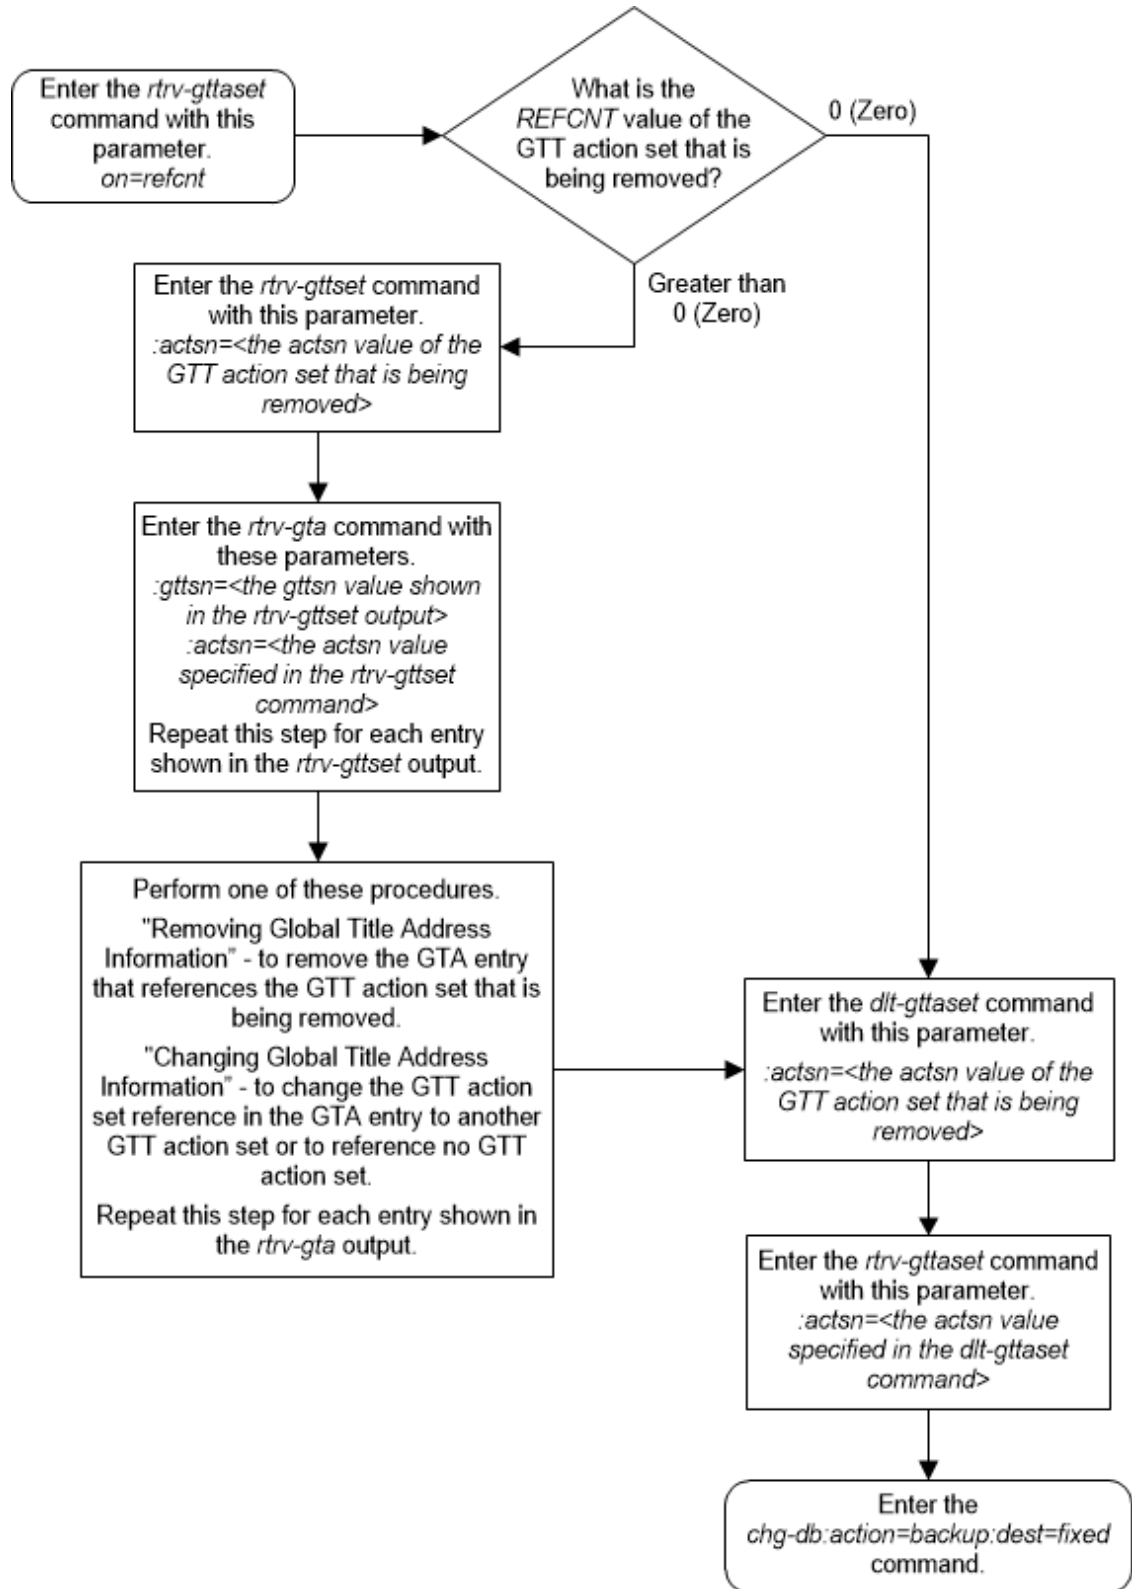 Enter the rtrv-gttaset
command with this
parameter.
on=refcnt
What is the
REFCNT value of the
GTT action set that is
being removed?
0 (Zero)
Greater than
0 (Zero)
Enter the rtrv-gttset command
with this parameter.
:actsn=<the actsn value of the
GTT action set that is being
removed>
Enter the rtrv-gta command with
these parameters.
:gttsn=<the gttsn value shown
in the rtrv-gttset output>
:actsn=<the actsn value
specified in the rtrv-gttset
command>
Repeat this step for each entry
shown in the rtrv-gttset output.
Perform one of these procedures.
"Removing Global Title Address
Information” - to remove the GTA entry
that references the GTT action set that is
being removed.
"Changing Global Title Address
Information” - to change the GTT action
set reference in the GTA entry to another
GTT action set or to reference no GTT
action set.
Repeat this step for each entry shown in
the rtrv-gta output.
Enter the dlt-gttaset command
with this parameter.
:actsn=<the actsn value of the
GTT action set that is being
removed>
Enter the rtrv-gttaset command
with this parameter.
:actsn=<the actsn value
specified in the dlt-gttaset
command>
Enter the
chg-db:action=backup:dest=fixed
command.